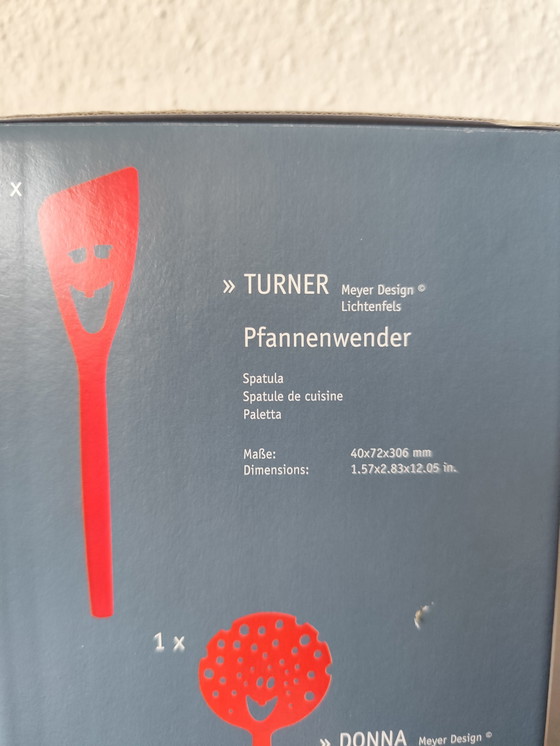 x
» TURNER Meyer Design ©
Lichtenfels
Pfannenwender
Spatula
Spatule de cuisine
Paletta
Maße: 40x72x306 mm
Dimensions: 1.57x2.83x12.05 in.
1 x
» DONNA Meyer Design ©